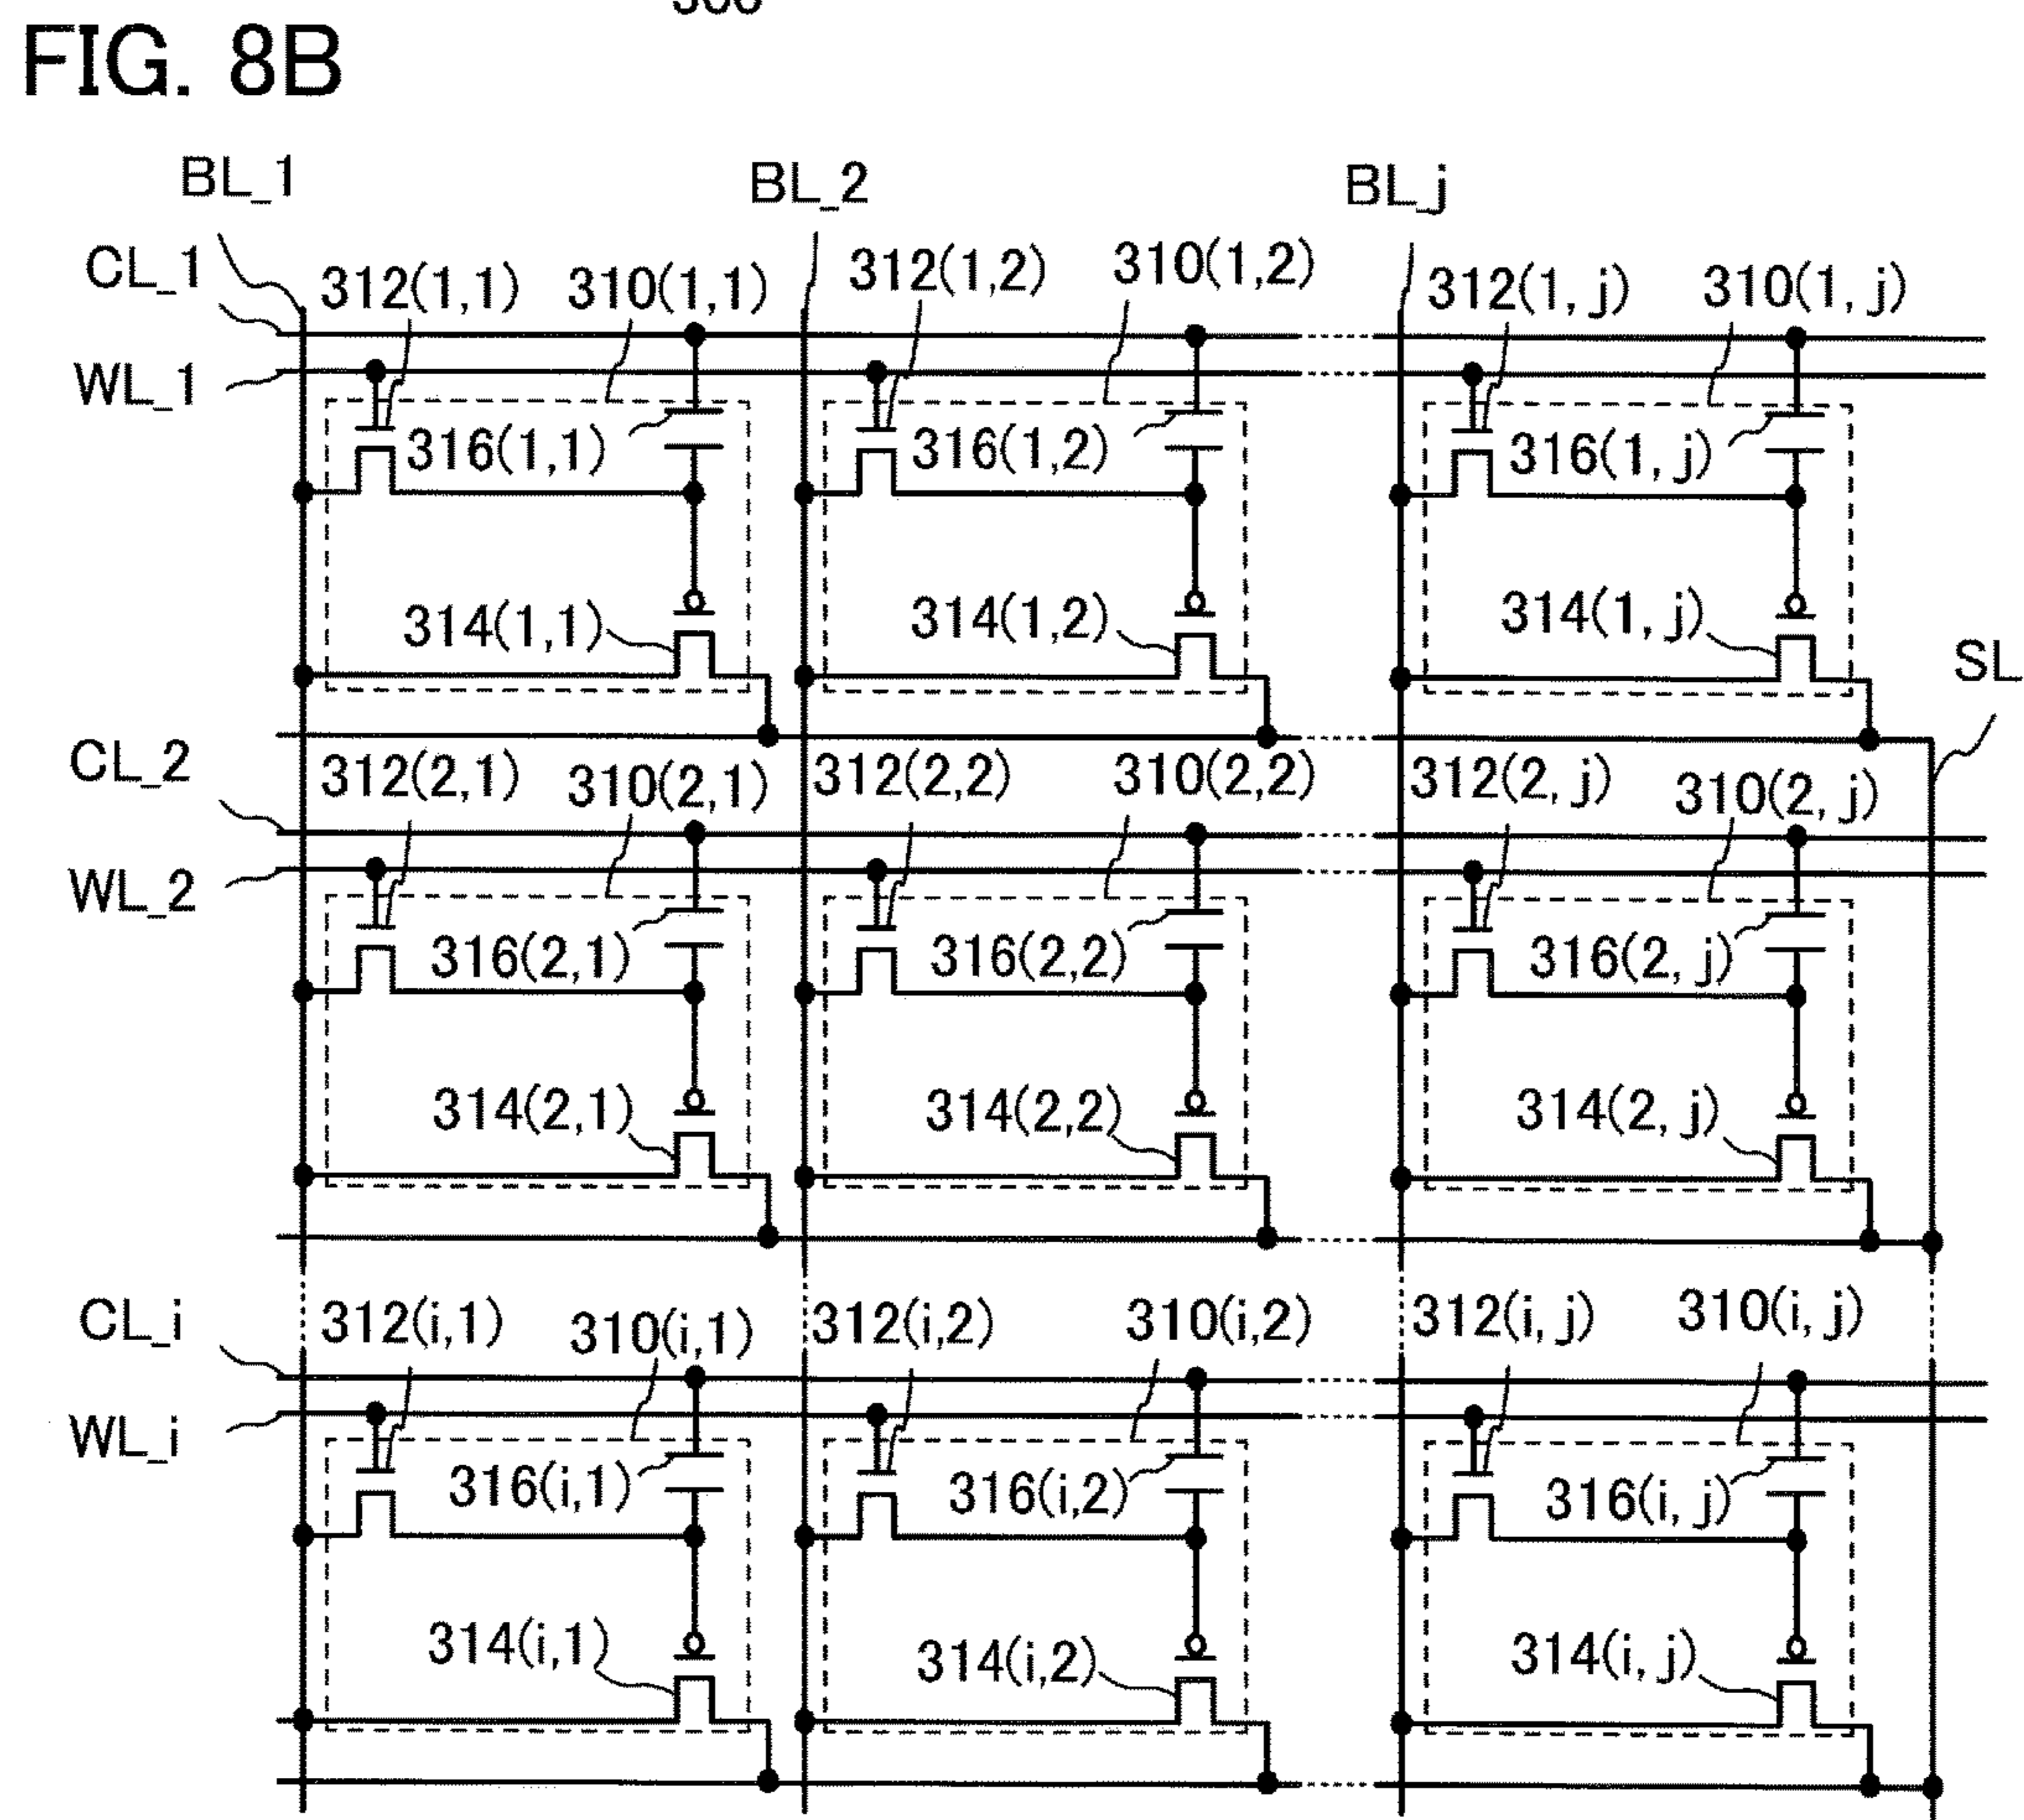 FIG. 8B
BL_1
BL_2
BL_j
CL_1
312(1,1)
310(1,1)
312(1,2)
310(1,2)
312(1, j)
310(1, j)
WL_1
316(1,1)
316(1,2)
316(1, j)
314(1,1)
314(1,2)
314(1, j)
SL
CL_2
312(2,1)
310(2,1)
312(2,2)
310(2,2)
312(2, j)
310(2, j)
WL_2
316(2,1)
316(2,2)
316(2, j)
314(2,1)
314(2,2)
314(2, j)
CL_i
312(i,1)
310(i,1)
312(i,2)
310(i,2)
312(i, j)
310(i, j)
WL_i
316(i,1)
316(i,2)
316(i, j)
314(i,1)
314(i,2)
314(i, j)